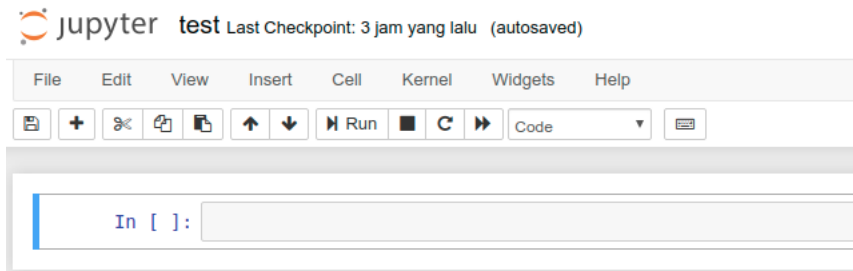 jupyter test Last Checkpoint: 3 jam yang lalu (autosaved)
File Edit View Insert Cell Kernel Widgets Help
Run Code
In [ ]: